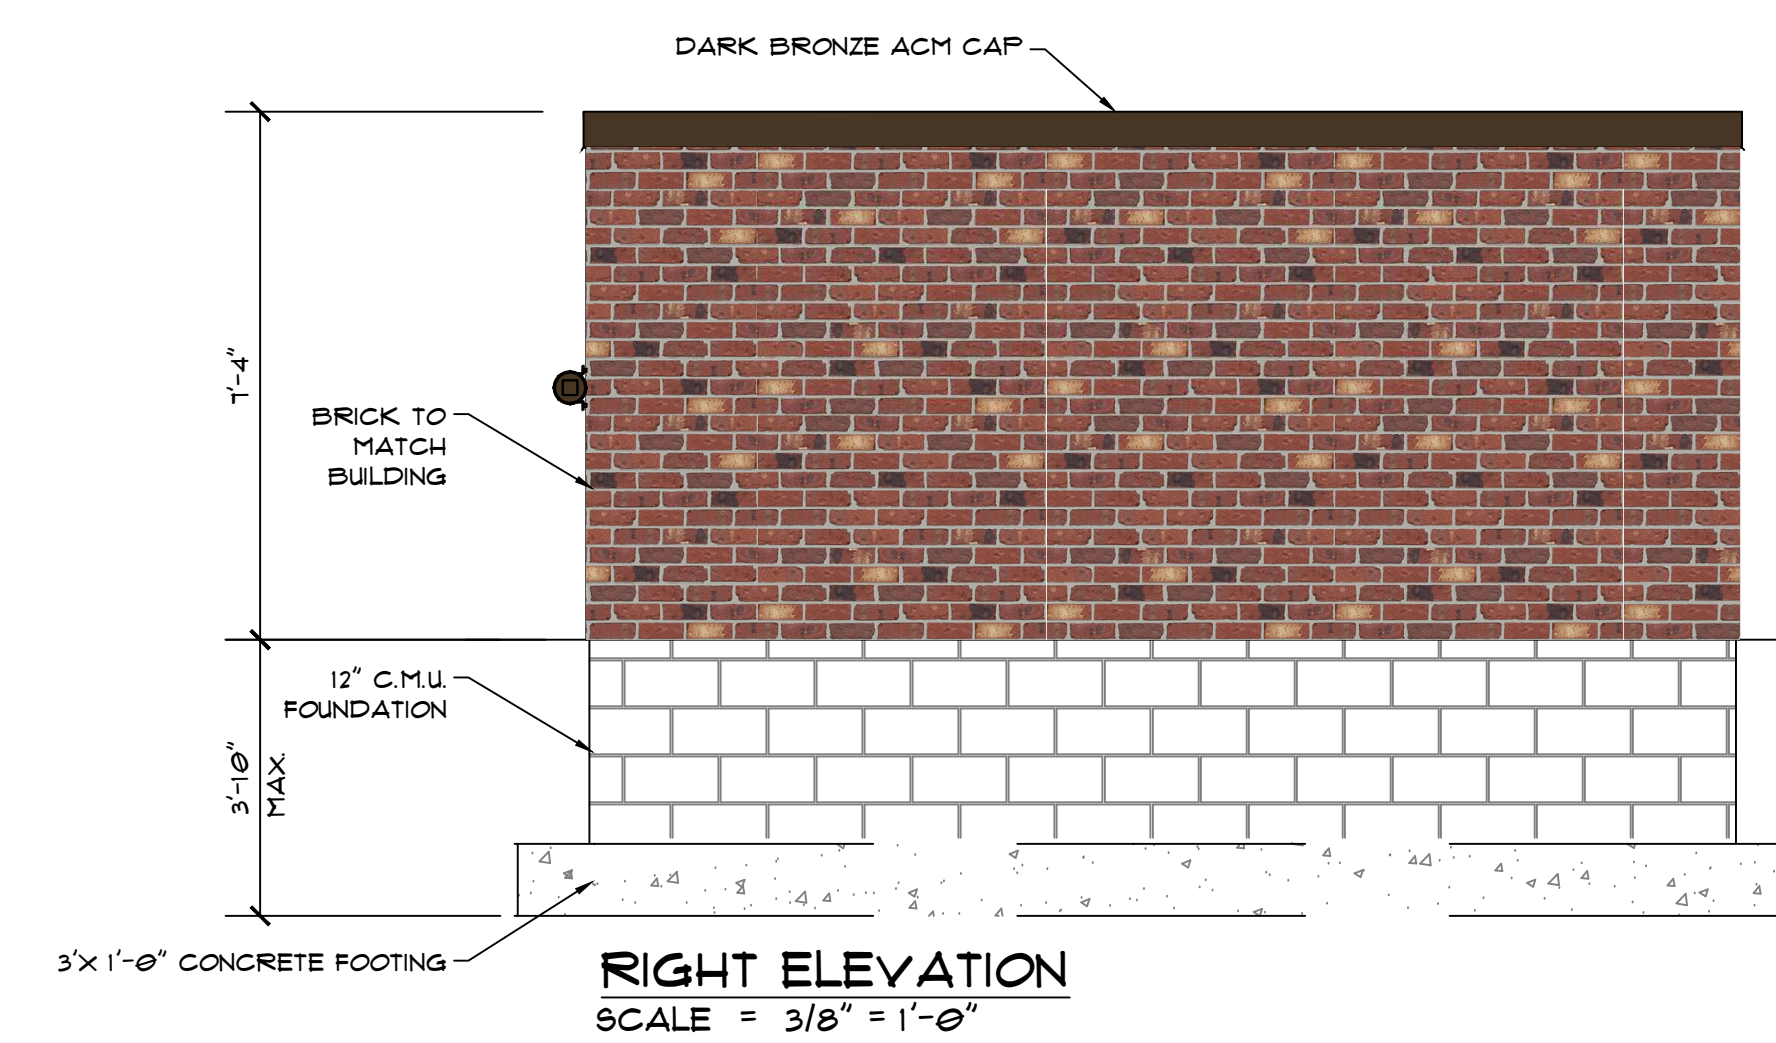 DARK BRONZE ACM CAP
7'-4"
BRICK TO
MATCH
BUILDING
12" C.M.U.
FOUNDATION
3'-10"
MAX.
3'X 1'-0" CONCRETE FOOTING
RIGHT ELEVATION
SCALE = 3/8" = 1'-0"